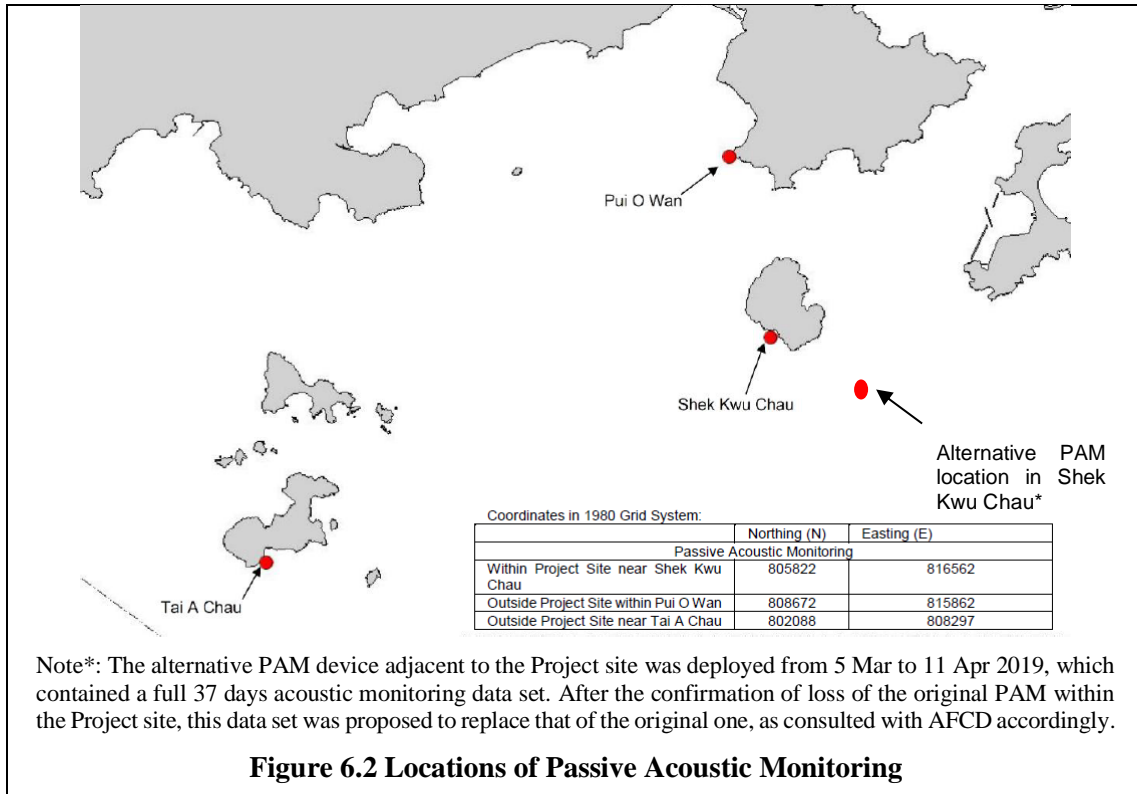 Pui O Wan
Shek Kwu Chau
Alternative PAM
location in Shek
Kwu Chau*
Tai A Chau
Coordinates in 1980 Grid System:
Northing (N) Easting (E)
Passive Acoustic Monitoring
Within Project Site near Shek Kwu 805822 816562
Chau
Outside Project Site within Pui O Wan 808672 815862
Outside Project Site near Tai A Chau 802088 808297
Note*: The alternative PAM device adjacent to the Project site was deployed from 5 Mar to 11 Apr 2019, which
contained a full 37 days acoustic monitoring data set. After the confirmation of loss of the original PAM within
the Project site, this data set was proposed to replace that of the original one, as consulted with AFCD accordingly.
Figure 6.2 Locations of Passive Acoustic Monitoring